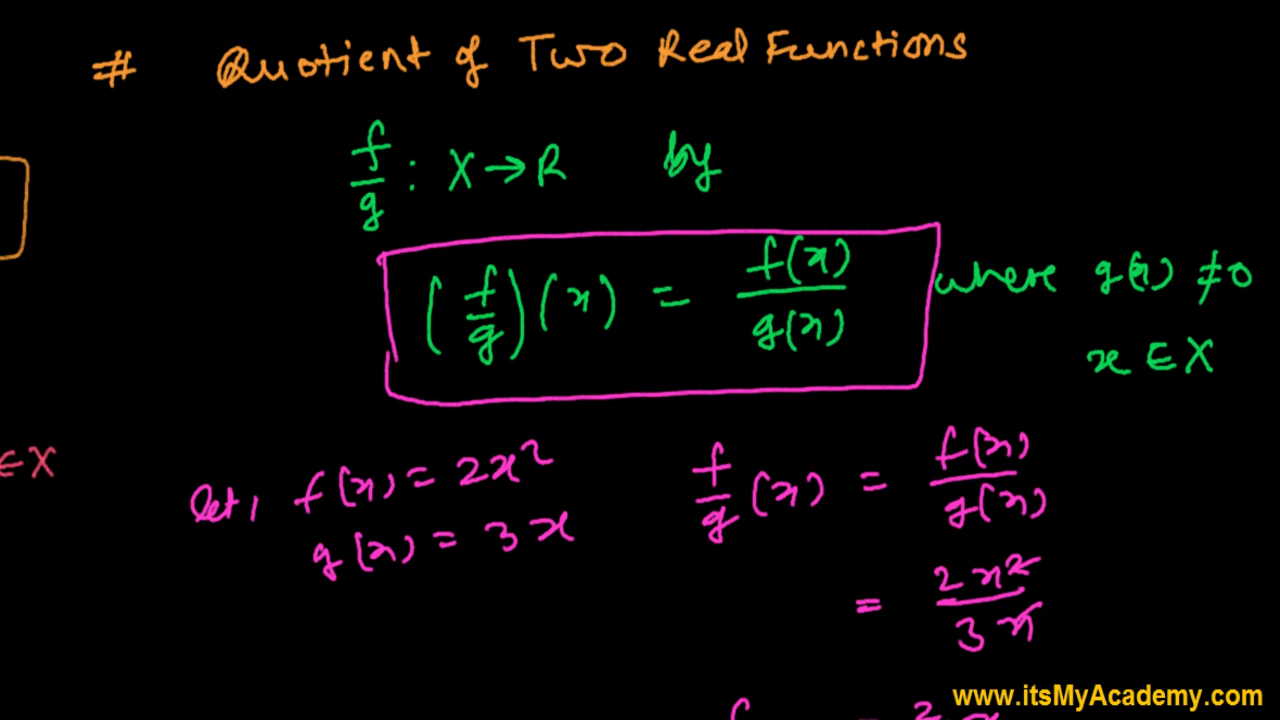 # Quotient of Two Real Functions
f/g : X → R by
(f/g)(x) = f(x)/g(x) where g(x) ≠ 0
x ∈ X
∈ X
let, f(x) = 2x²
g(x) = 3x
f/g (x) = f(x)/g(x)
= 2x²/3x
www.itsMyAcademy.com